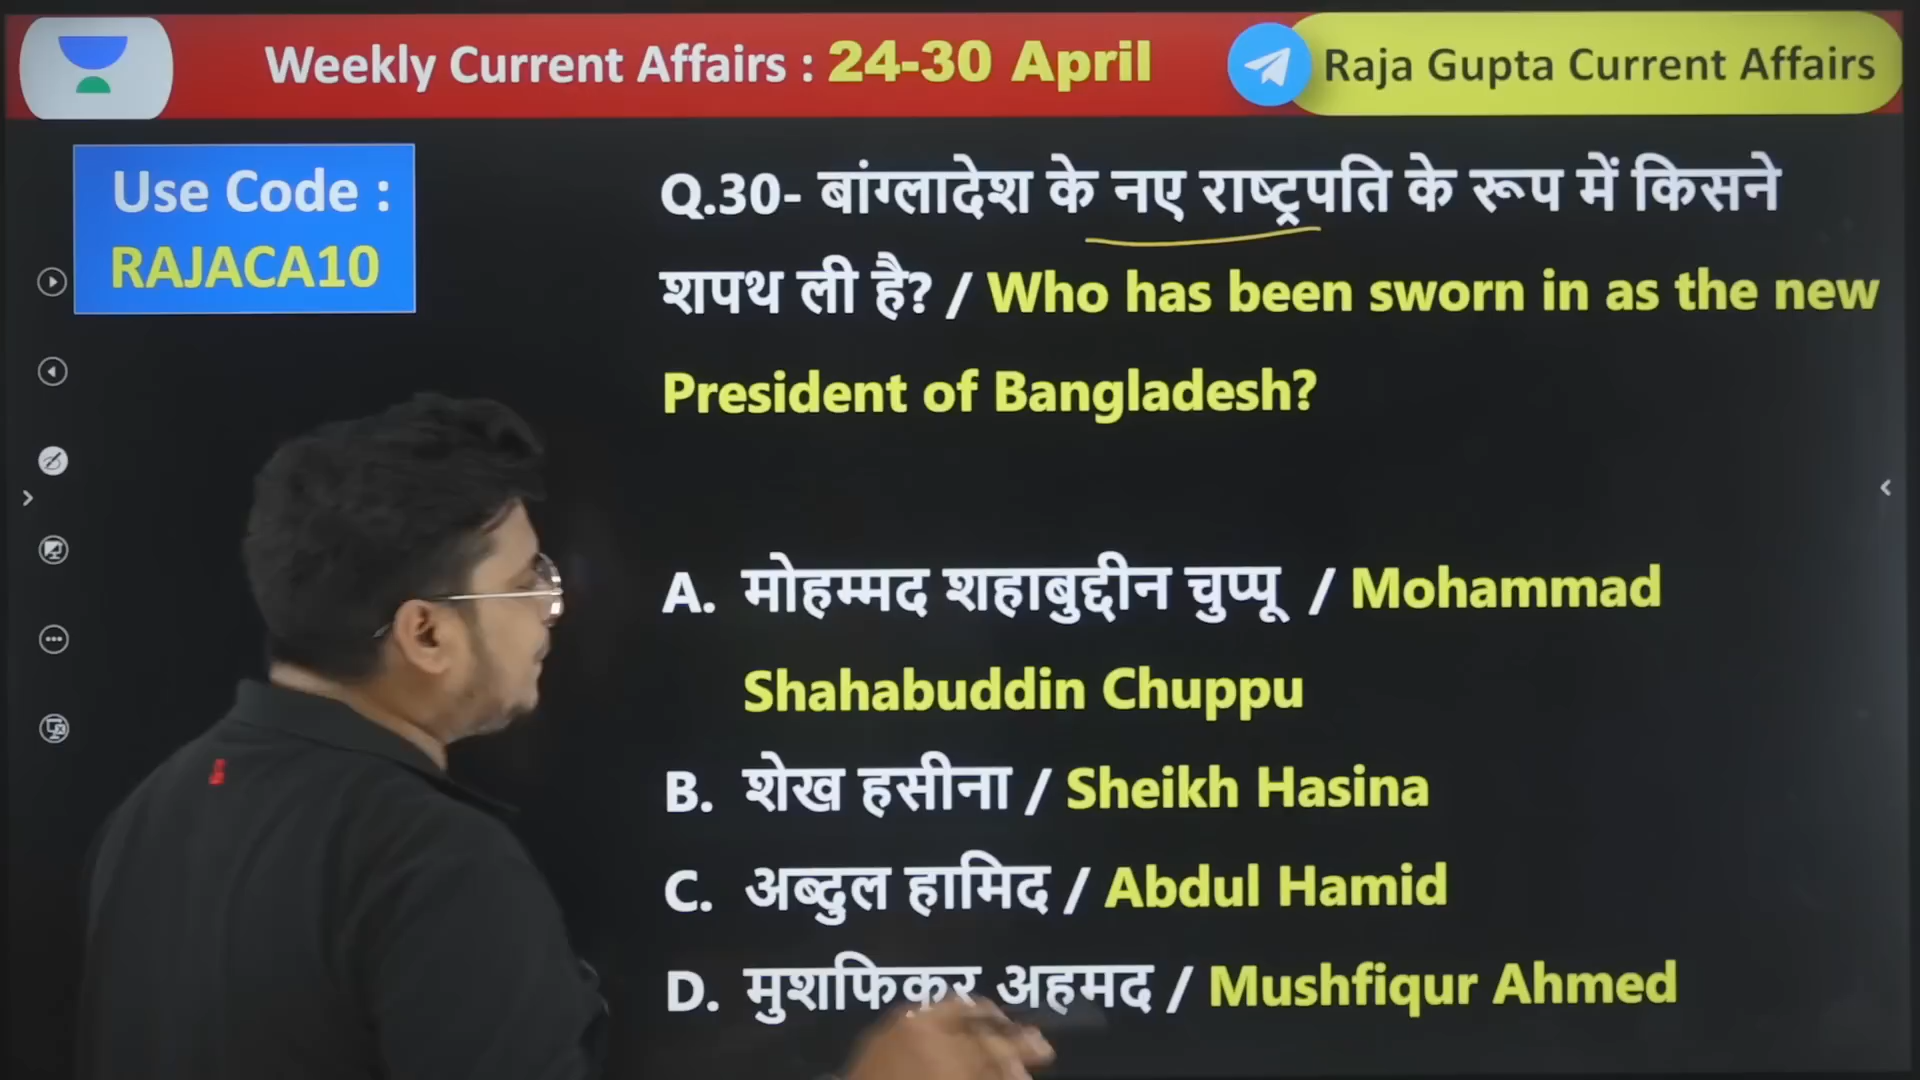 Weekly Current Affairs : 24-30 April
Raja Gupta Current Affairs
Use Code :
RAJACA10
Q.30- बांग्लादेश के नए राष्ट्रपति के रूप में किसने
शपथ ली है? / Who has been sworn in as the new
President of Bangladesh?
A. मोहम्मद शहाबुद्दीन चुप्पू / Mohammad
Shahabuddin Chuppu
B. शेख हसीना / Sheikh Hasina
C. अब्दुल हामिद / Abdul Hamid
D. मुशफिकुर अहमद / Mushfiqur Ahmed